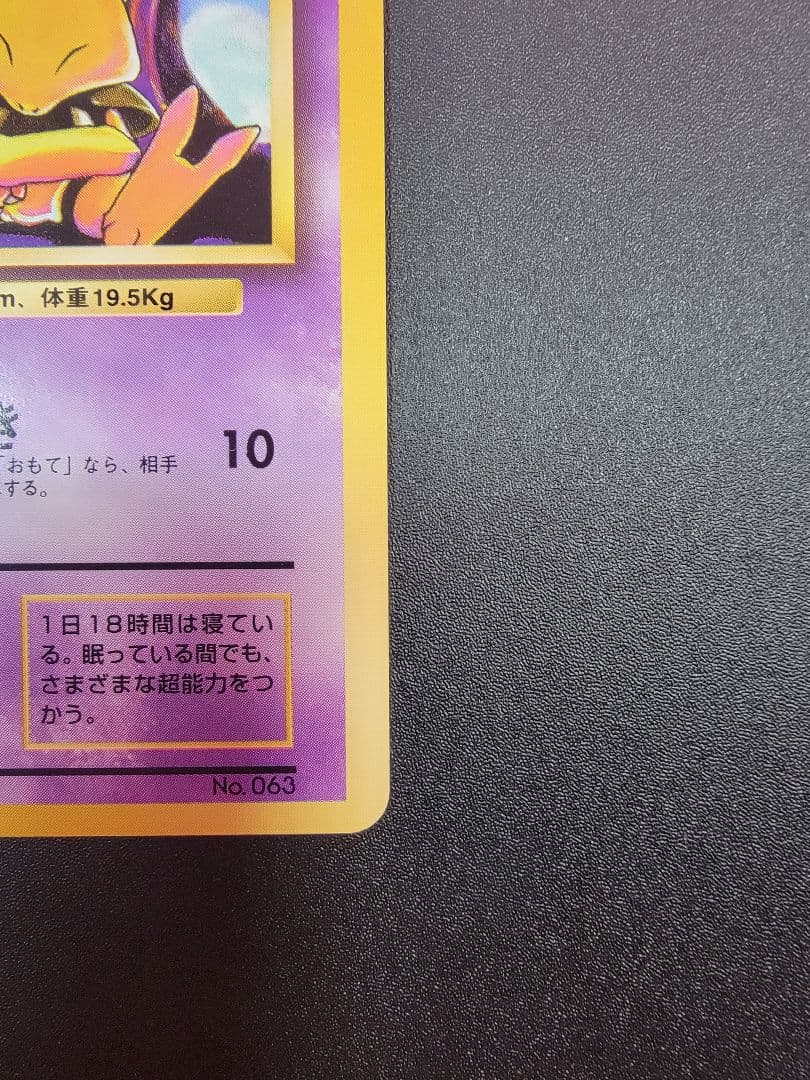 m、体重19.5Kg
10
「おもて」なら、相手
にする。
1日18時間は寝てい
る。眠っている間でも、
さまざまな超能力をつ
かう。
No. 063